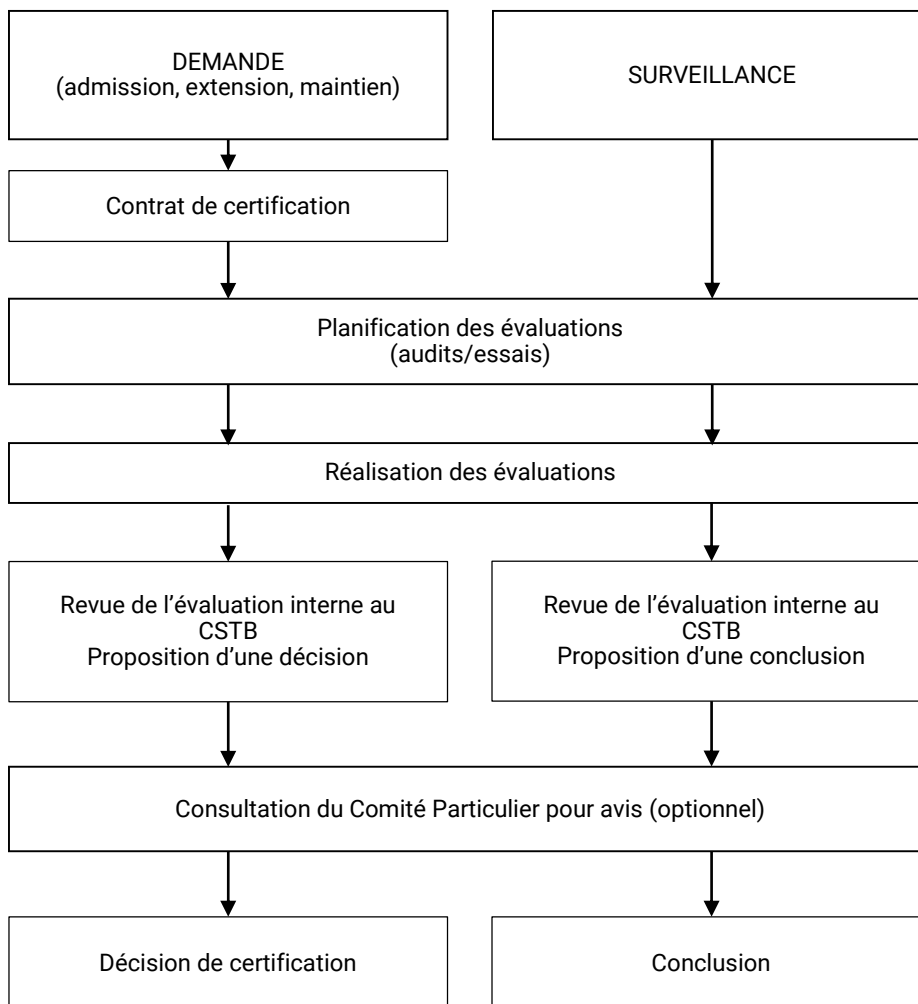 DEMANDE
(admission, extension, maintien)
SURVEILLANCE
Contrat de certification
Planification des évaluations
(audits/essais)
Réalisation des évaluations
Revue de l’évaluation interne au
CSTB
Proposition d’une décision
Revue de l’évaluation interne au
CSTB
Proposition d’une conclusion
Consultation du Comité Particulier pour avis (optionnel)
Décision de certification
Conclusion